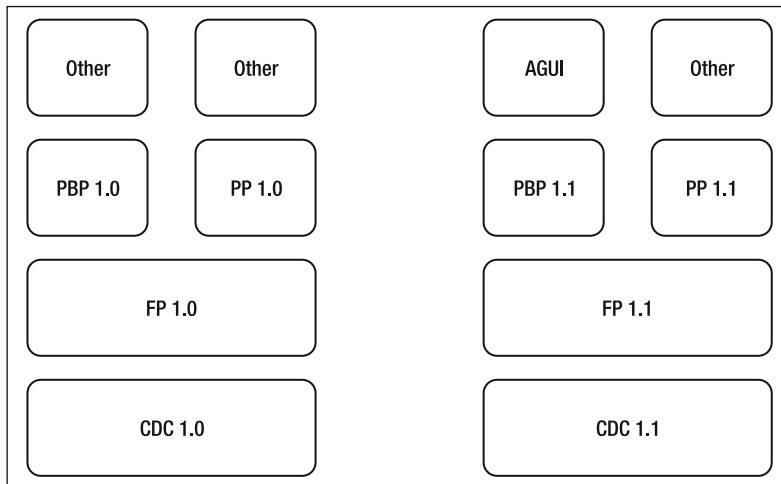 Other
Other
AGUI
Other
PBP 1.0
PP 1.0
PBP 1.1
PP 1.1
FP 1.0
FP 1.1
CDC 1.0
CDC 1.1